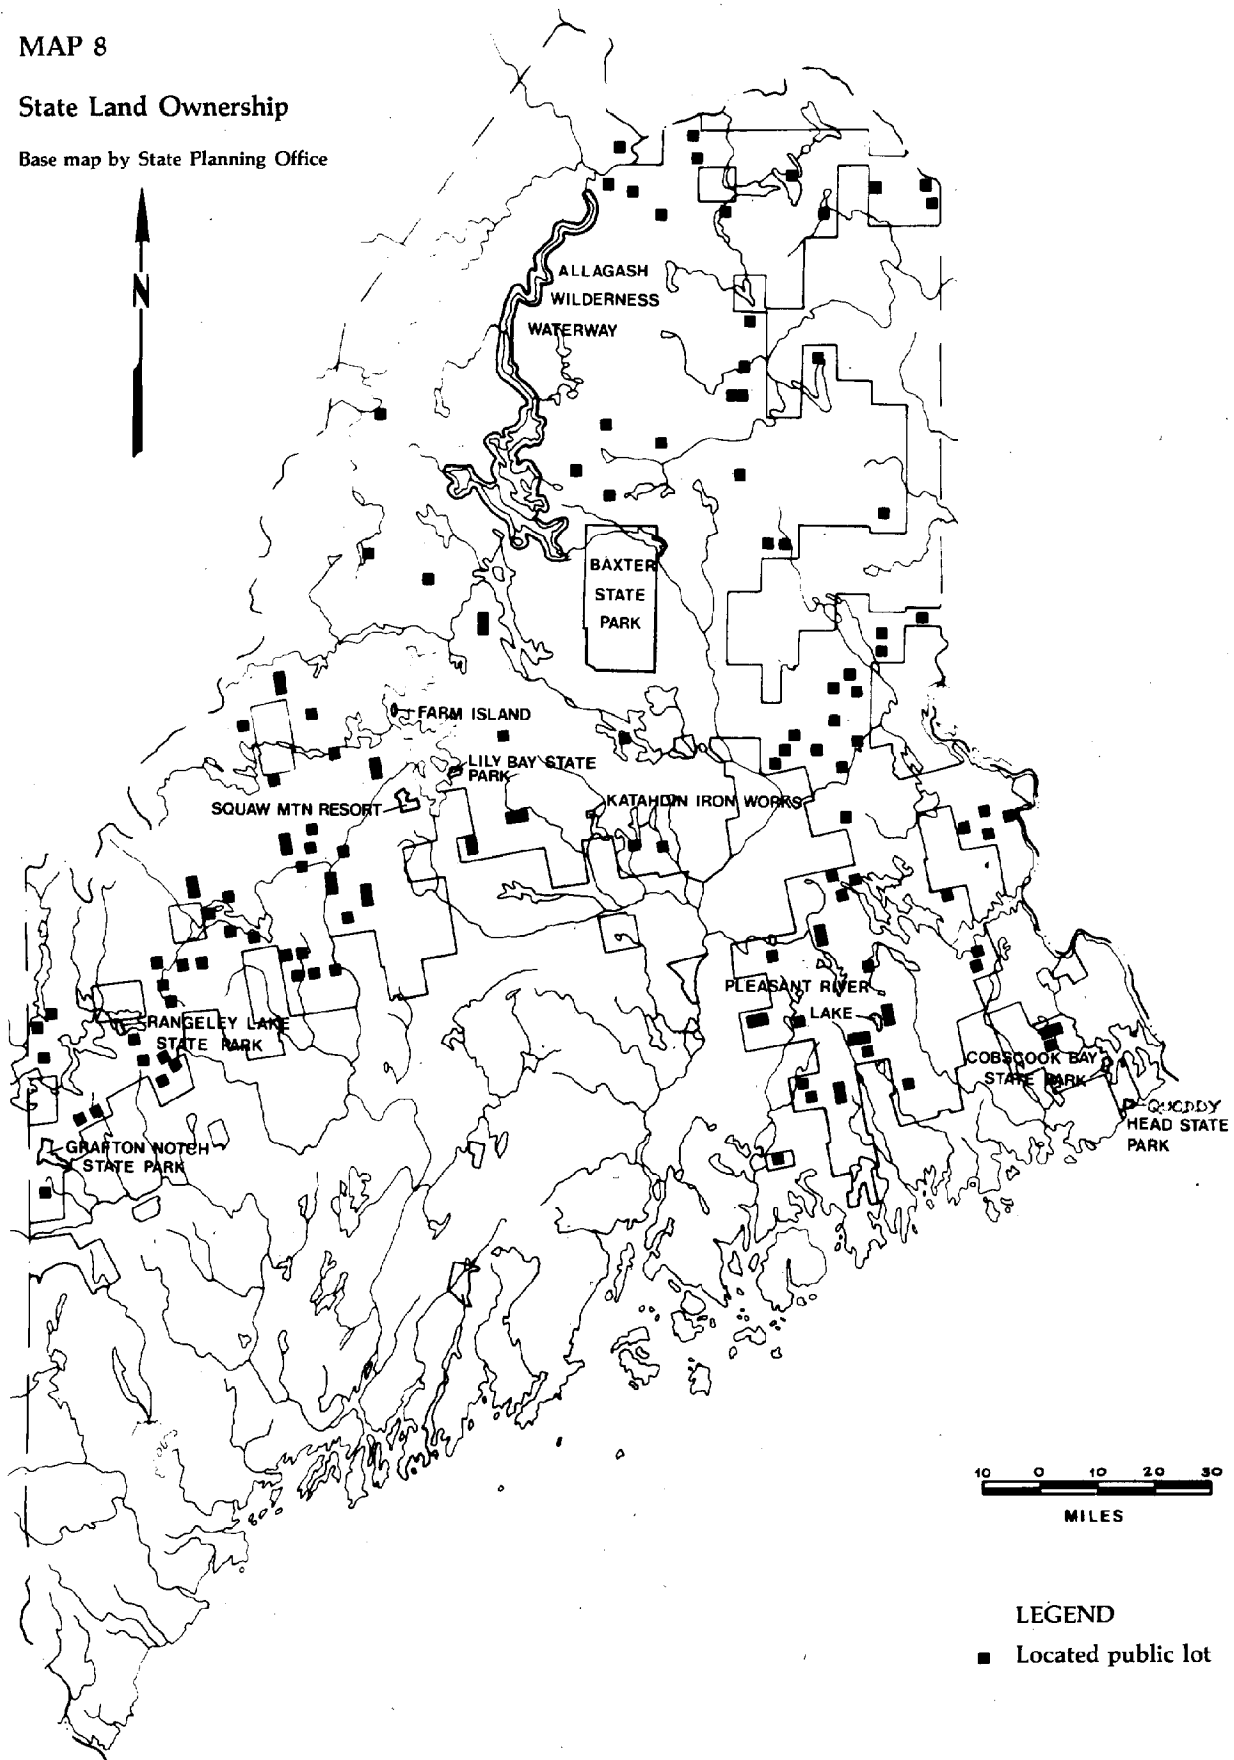 MAP 8
State Land Ownership
Base map by State Planning Office
N
ALLAGASH
WILDERNESS
WATERWAY
BAXTER
STATE
PARK
FARM ISLAND
LILY BAY STATE
PARK
SQUAW MTN RESORT
KATAHDIN IRON WORKS
PLEASANT RIVER
LAKE
RANGELEY LAKE
STATE PARK
COBSCOOK BAY
STATE PARK
QUODDY
HEAD STATE
PARK
GRAFTON NOTCH
STATE PARK
10 0 10 20 30
MILES
LEGEND
Located public lot